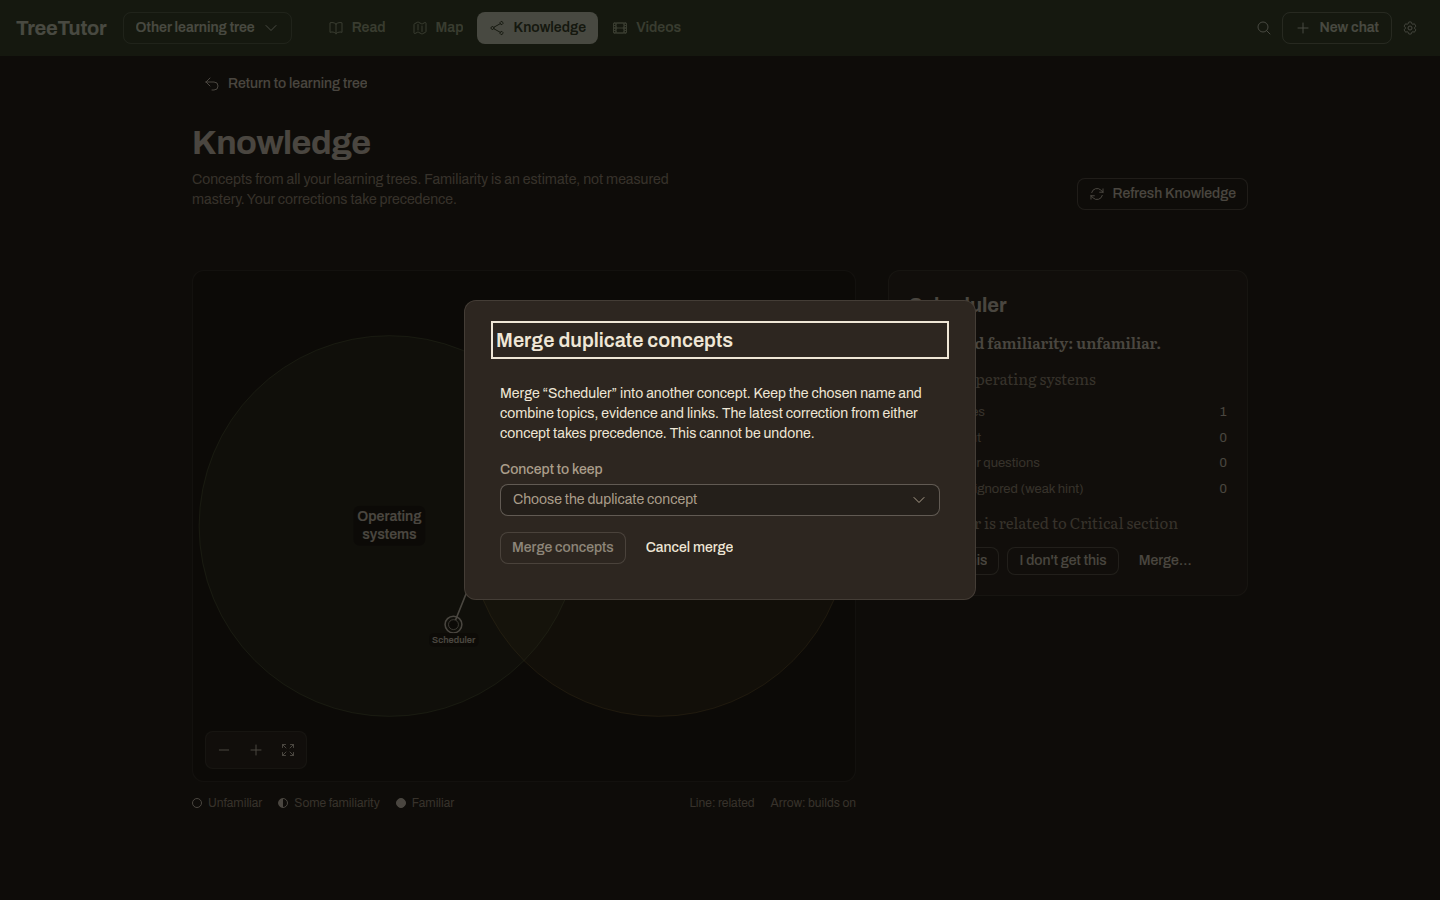 TreeTutor
Other learning tree
Read
Map
Knowledge
Videos
New chat
Return to learning tree
Knowledge
Concepts from all your learning trees. Familiarity is an estimate, not measured
mastery. Your corrections take precedence.
Refresh Knowledge
Merge duplicate concepts
Merge “Scheduler” into another concept. Keep the chosen name and
combine topics, evidence and links. The latest correction from either
concept takes precedence. This cannot be undone.
Concept to keep
Choose the duplicate concept
Merge concepts
Cancel merge
familiarity: unfamiliar.
1
0
questions
0
ignored (weak hint)
0
is related to Critical section
I don't get this
Merge...
Operating
systems
Scheduler
Unfamiliar
Some familiarity
Familiar
Line: related
Arrow: builds on